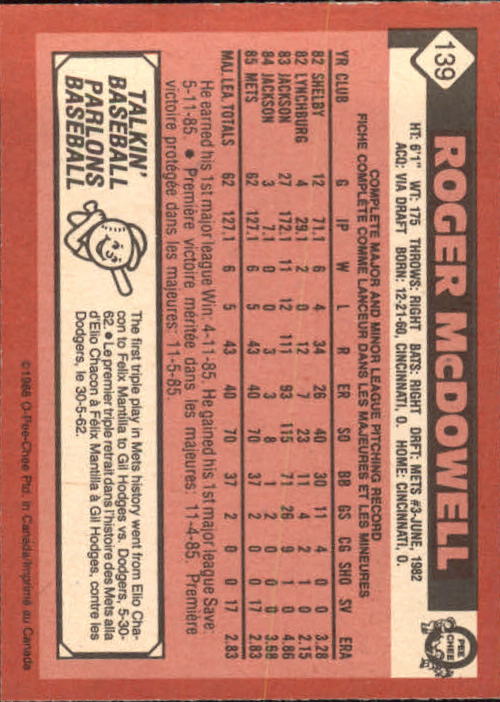 139
ROGER McDOWELL
O PEE CHEE
HT: 6'1" WT: 175 THROWS: RIGHT BATS: RIGHT DRFT: METS #3-JUNE, 1982
ACQ: VIA DRAFT BORN: 12-21-60, CINCINNATI, O. HOME: CINCINNATI, O.
COMPLETE MAJOR AND MINOR LEAGUE PITCHING RECORD
FICHE COMPLÈTE COMME LANCEUR DANS LES MAJEURES ET LES MINEURES
YR CLUB G IP W L R ER SO BB GS CG SHO SV ERA
82 SHELBY 12 71.1 6 4 34 26 40 30 11 4 0 0 3.28
82 LYNCHBURG 4 29.1 2 0 12 7 23 11 4 2 1 0 2.15
83 JACKSON 27 172.1 11 12 111 93 115 71 26 9 1 0 4.86
84 JACKSON 3 7.1 0 0 3 3 8 1 2 0 0 0 3.68
85 METS 62 127.1 6 5 43 40 70 37 2 0 0 17 2.83
MAJ.LEA. TOTALS 62 127.1 6 5 43 40 70 37 2 0 0 17 2.83
He earned his 1st major league Win: 4-11-85. He gained his 1st major league Save:
5-11-85. • Première victoire méritée dans les majeures: 11-4-85. Première
victoire protégée dans les majeures: 11-5-85.
TALKIN'
BASEBALL
PARLONS
BASEBALL
The first triple play in Mets history went from Elio Cha-
con to Felix Mantilla to Gil Hodges vs. Dodgers, 5-30-
62. • Le premier triple retrait dans l'histoire des Mets alla
d'Elio Chacon à Félix Mantilla à Gil Hodges, contre les
Dodgers, le 30-5-62.
©1986 O-Pee-Chee Ptd. in Canada/Imprimé au Canada